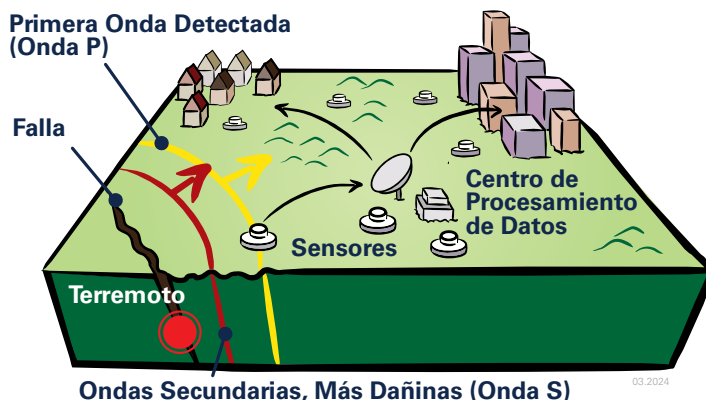 Primera Onda Detectada
(Onda P)
Falla
Centro de
Procesamiento
de Datos
Sensores
Terremoto
03.2024
Ondas Secundarias, Más Dañinas (Onda S)